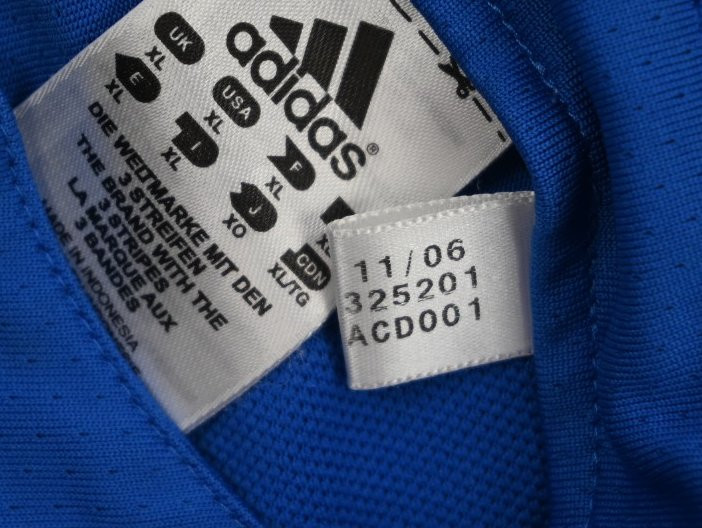 adidas®
UK
XL
USA
XL
E
XL
I
XL
F
XL
J
XO
CDN
XL/TG
DIE WELTMARKE MIT DEN
3 STREIFEN
THE BRAND WITH THE
3 STRIPES
LA MARQUE AUX
3 BANDES
MADE IN INDONESIA
11/06
325201
ACD001